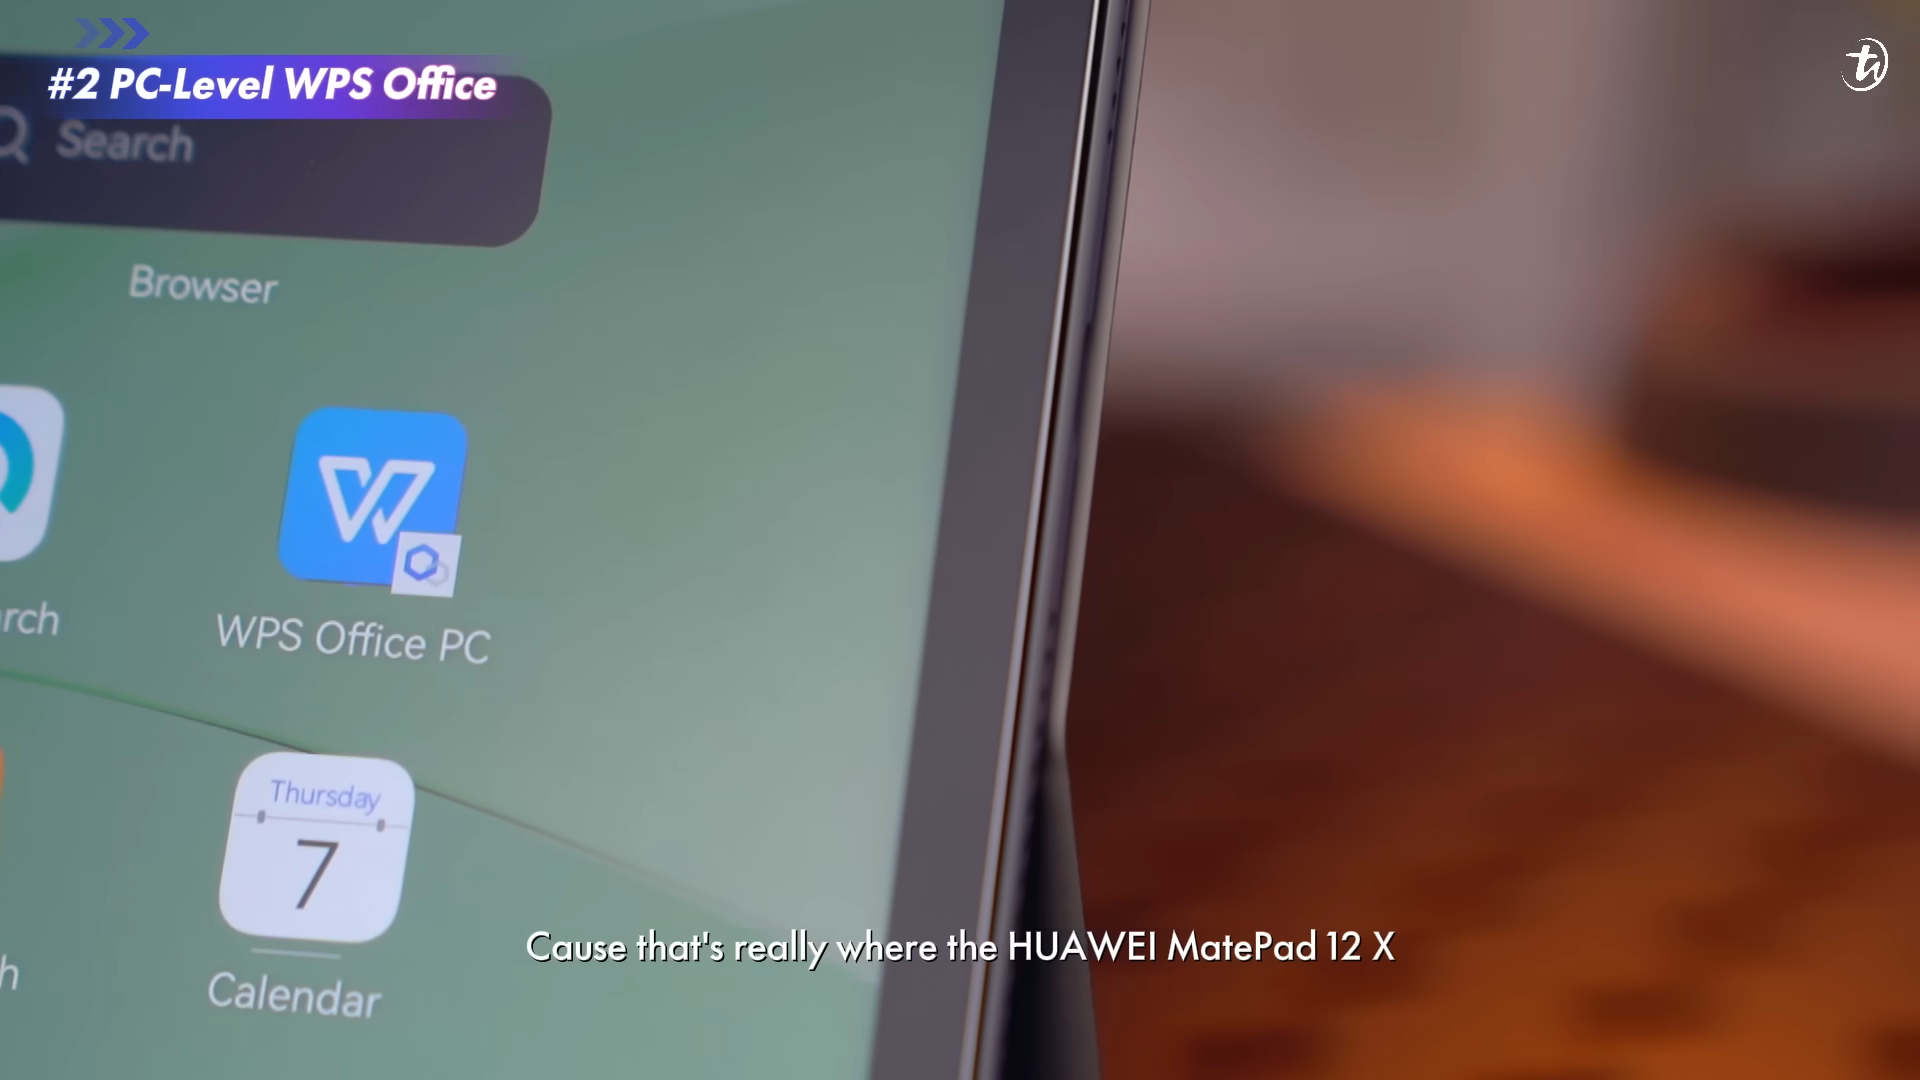 #2 PC-Level WPS Office
Search
Browser
rch
WPS Office PC
Thursday
7
h
Calendar
Cause that's really where the HUAWEI MatePad 12 X